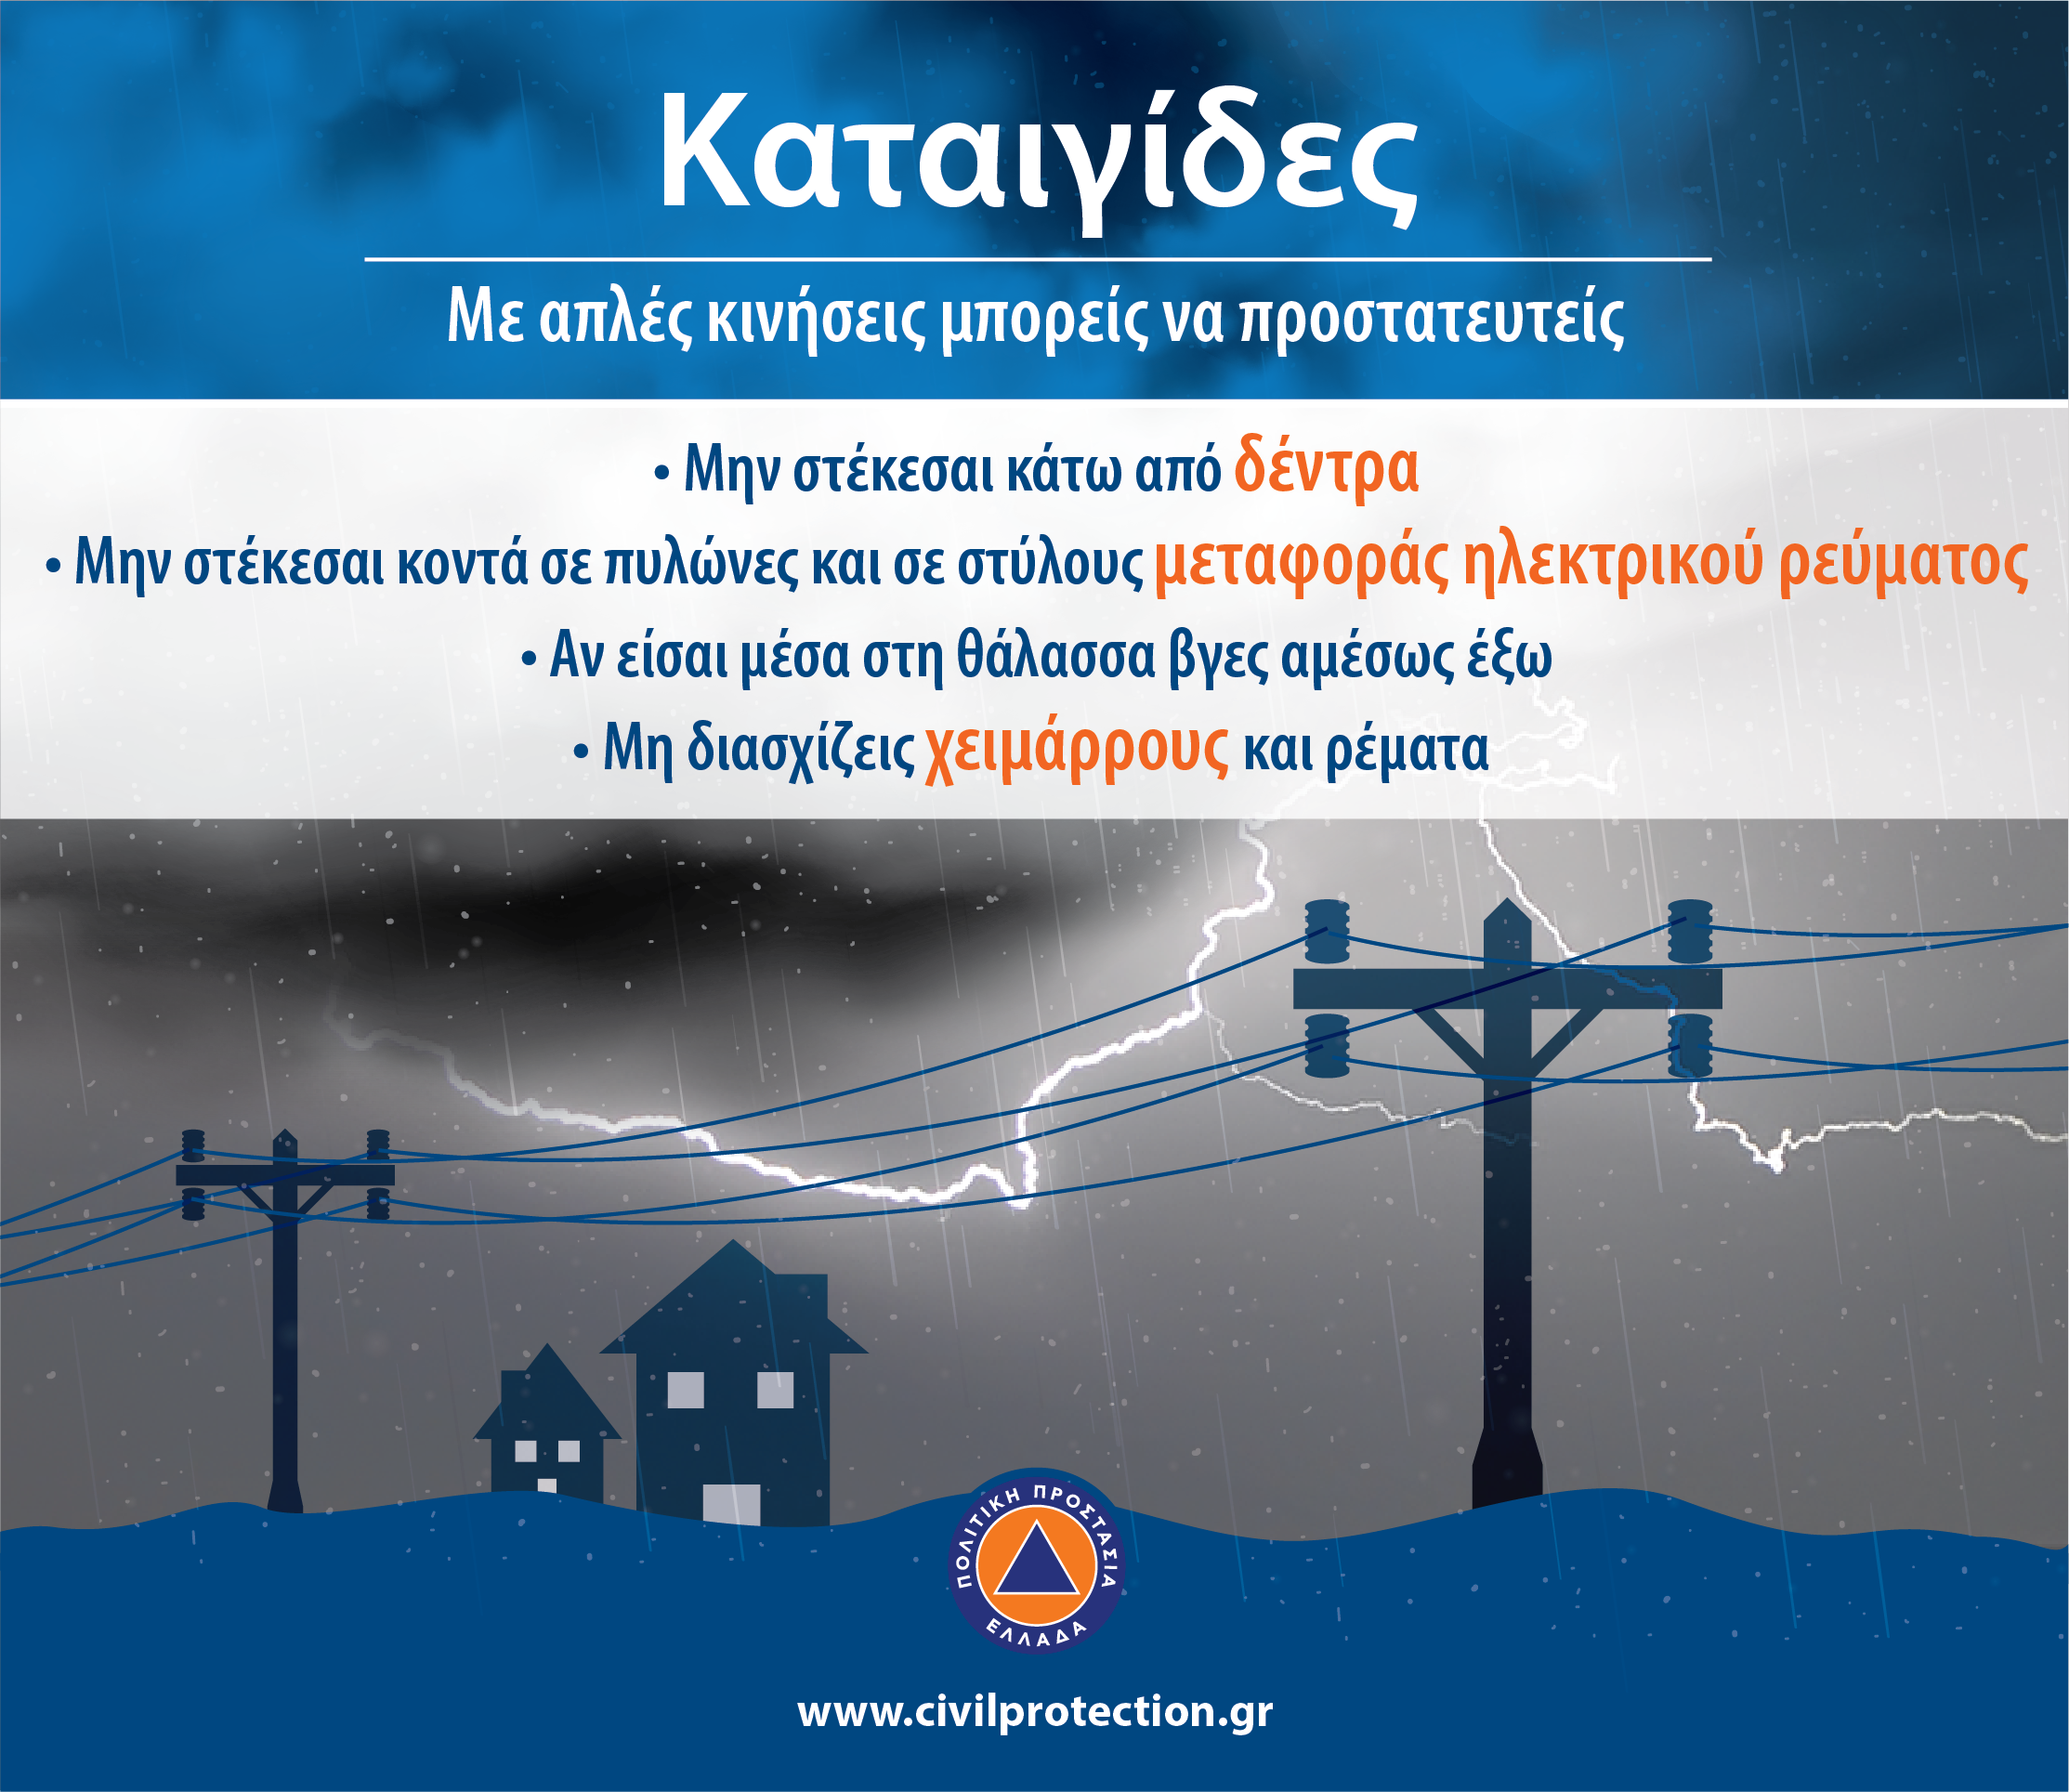 Καταιγίδες
Με απλές κινήσεις μπορείς να προστατευτείς
• Μην στέκεσαι κάτω από δέντρα
• Μην στέκεσαι κοντά σε πυλώνες και σε στύλους μεταφοράς ηλεκτρικού ρεύματος
• Αν είσαι μέσα στη θάλασσα βγες αμέσως έξω
• Μη διασχίζεις χειμάρρους και ρέματα
ΠΟΛΙΤΙΚΗ ΠΡΟΣΤΑΣΙΑ
ΕΛΛΑΔΑ
www.civilprotection.gr